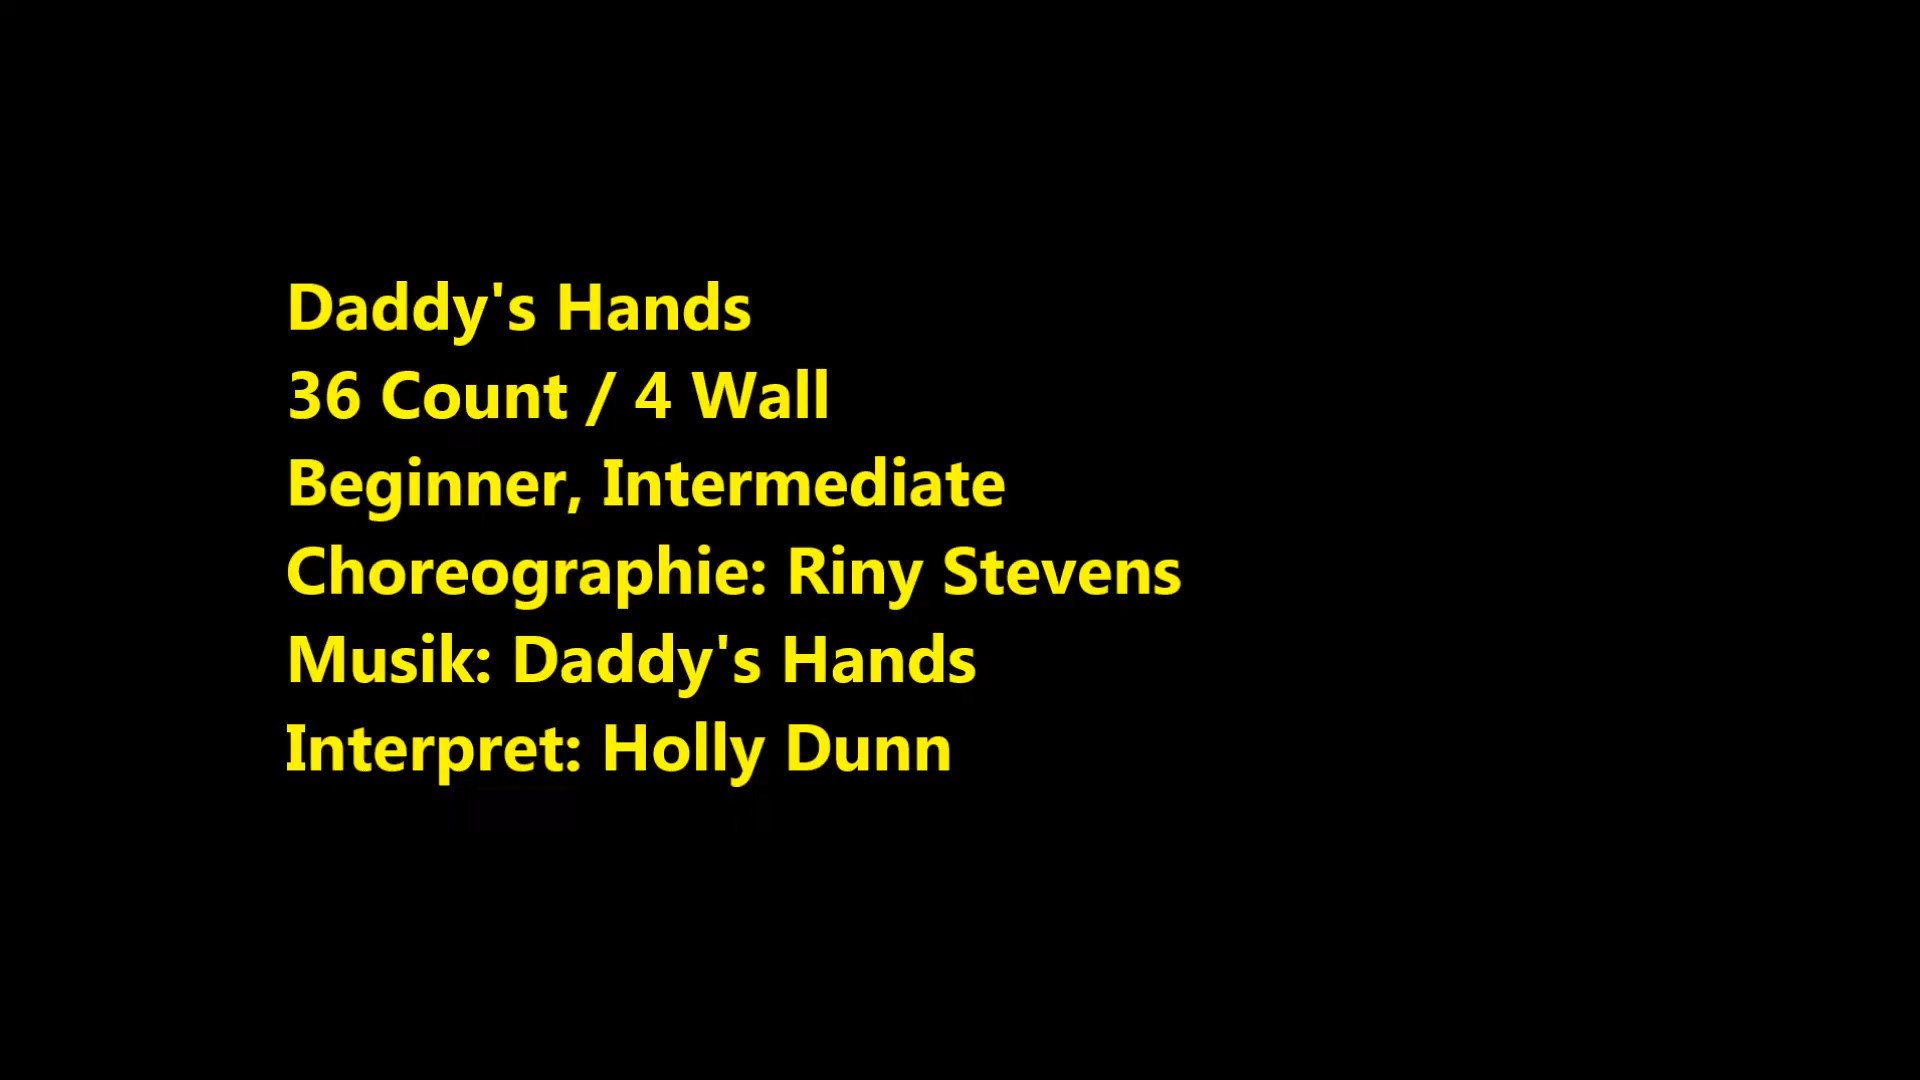 Daddy's Hands
36 Count / 4 Wall
Beginner, Intermediate
Choreographie: Riny Stevens
Musik: Daddy's Hands
Interpret: Holly Dunn